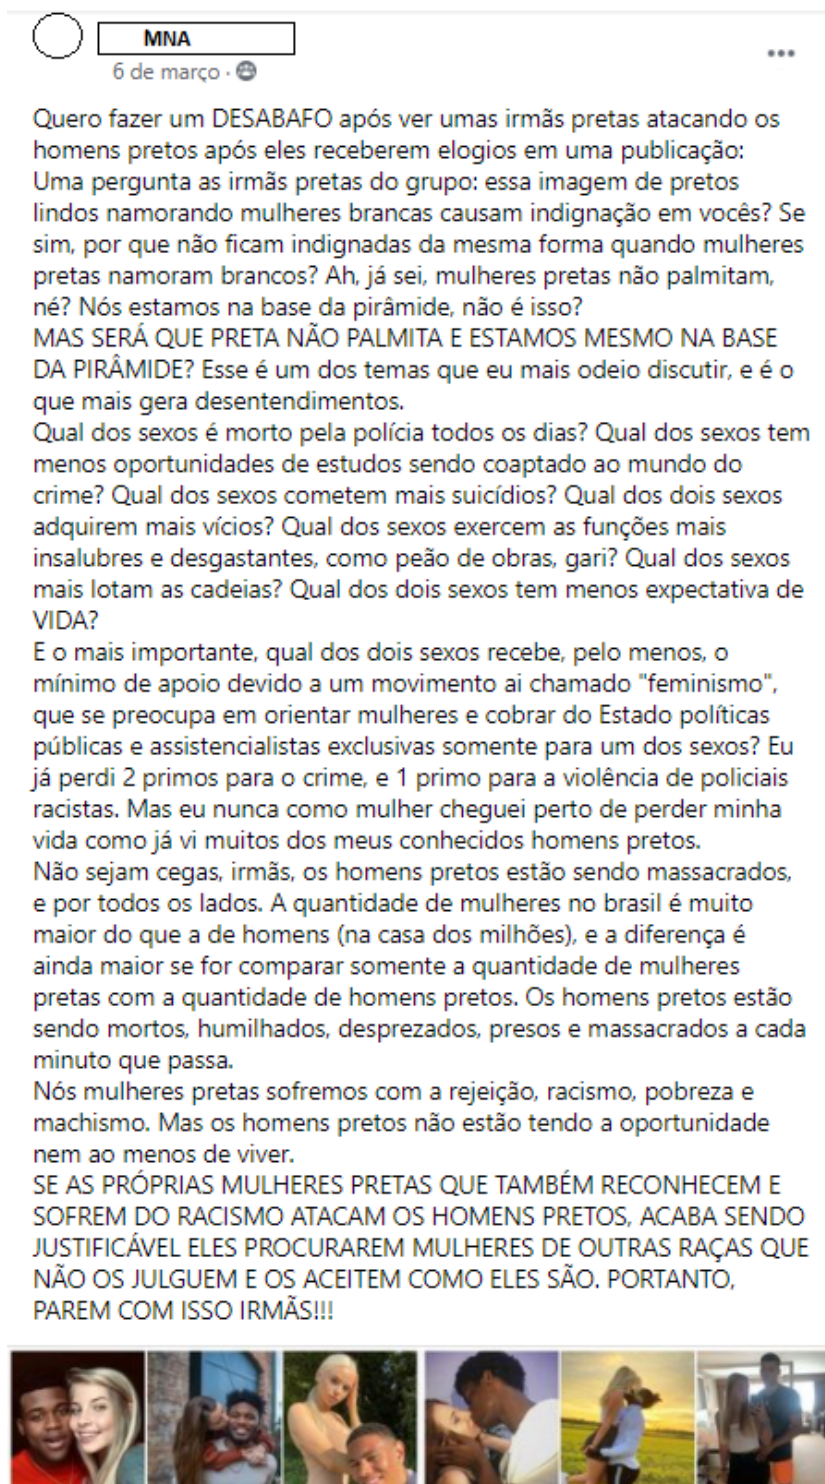 MNA
6 de março ·
Quero fazer um DESABAFO após ver umas irmãs pretas atacando os
homens pretos após eles receberem elogios em uma publicação:
Uma pergunta as irmãs pretas do grupo: essa imagem de pretos
lindos namorando mulheres brancas causam indignação em vocês? Se
sim, por que não ficam indignadas da mesma forma quando mulheres
pretas namoram brancos? Ah, já sei, mulheres pretas não palmitam,
né? Nós estamos na base da pirâmide, não é isso?
MAS SERÁ QUE PRETA NÃO PALMITA E ESTAMOS MESMO NA BASE
DA PIRÂMIDE? Esse é um dos temas que eu mais odeio discutir, e é o
que mais gera desentendimentos.
Qual dos sexos é morto pela polícia todos os dias? Qual dos sexos tem
menos oportunidades de estudos sendo coaptado ao mundo do
crime? Qual dos sexos cometem mais suicídios? Qual dos dois sexos
adquirem mais vícios? Qual dos sexos exercem as funções mais
insalubres e desgastantes, como peão de obras, gari? Qual dos sexos
mais lotam as cadeias? Qual dos dois sexos tem menos expectativa de
VIDA?
E o mais importante, qual dos dois sexos recebe, pelo menos, o
mínimo de apoio devido a um movimento ai chamado "feminismo",
que se preocupa em orientar mulheres e cobrar do Estado políticas
públicas e assistencialistas exclusivas somente para um dos sexos? Eu
já perdi 2 primos para o crime, e 1 primo para a violência de policiais
racistas. Mas eu nunca como mulher cheguei perto de perder minha
vida como já vi muitos dos meus conhecidos homens pretos.
Não sejam cegas, irmãs, os homens pretos estão sendo massacrados,
e por todos os lados. A quantidade de mulheres no brasil é muito
maior do que a de homens (na casa dos milhões), e a diferença é
ainda maior se for comparar somente a quantidade de mulheres
pretas com a quantidade de homens pretos. Os homens pretos estão
sendo mortos, humilhados, desprezados, presos e massacrados a cada
minuto que passa.
Nós mulheres pretas sofremos com a rejeição, racismo, pobreza e
machismo. Mas os homens pretos não estão tendo a oportunidade
nem ao menos de viver.
SE AS PRÓPRIAS MULHERES PRETAS QUE TAMBÉM RECONHECEM E
SOFREM DO RACISMO ATACAM OS HOMENS PRETOS, ACABA SENDO
JUSTIFICÁVEL ELES PROCURAREM MULHERES DE OUTRAS RAÇAS QUE
NÃO OS JULGUEM E OS ACEITEM COMO ELES SÃO. PORTANTO,
PAREM COM ISSO IRMÃS!!!